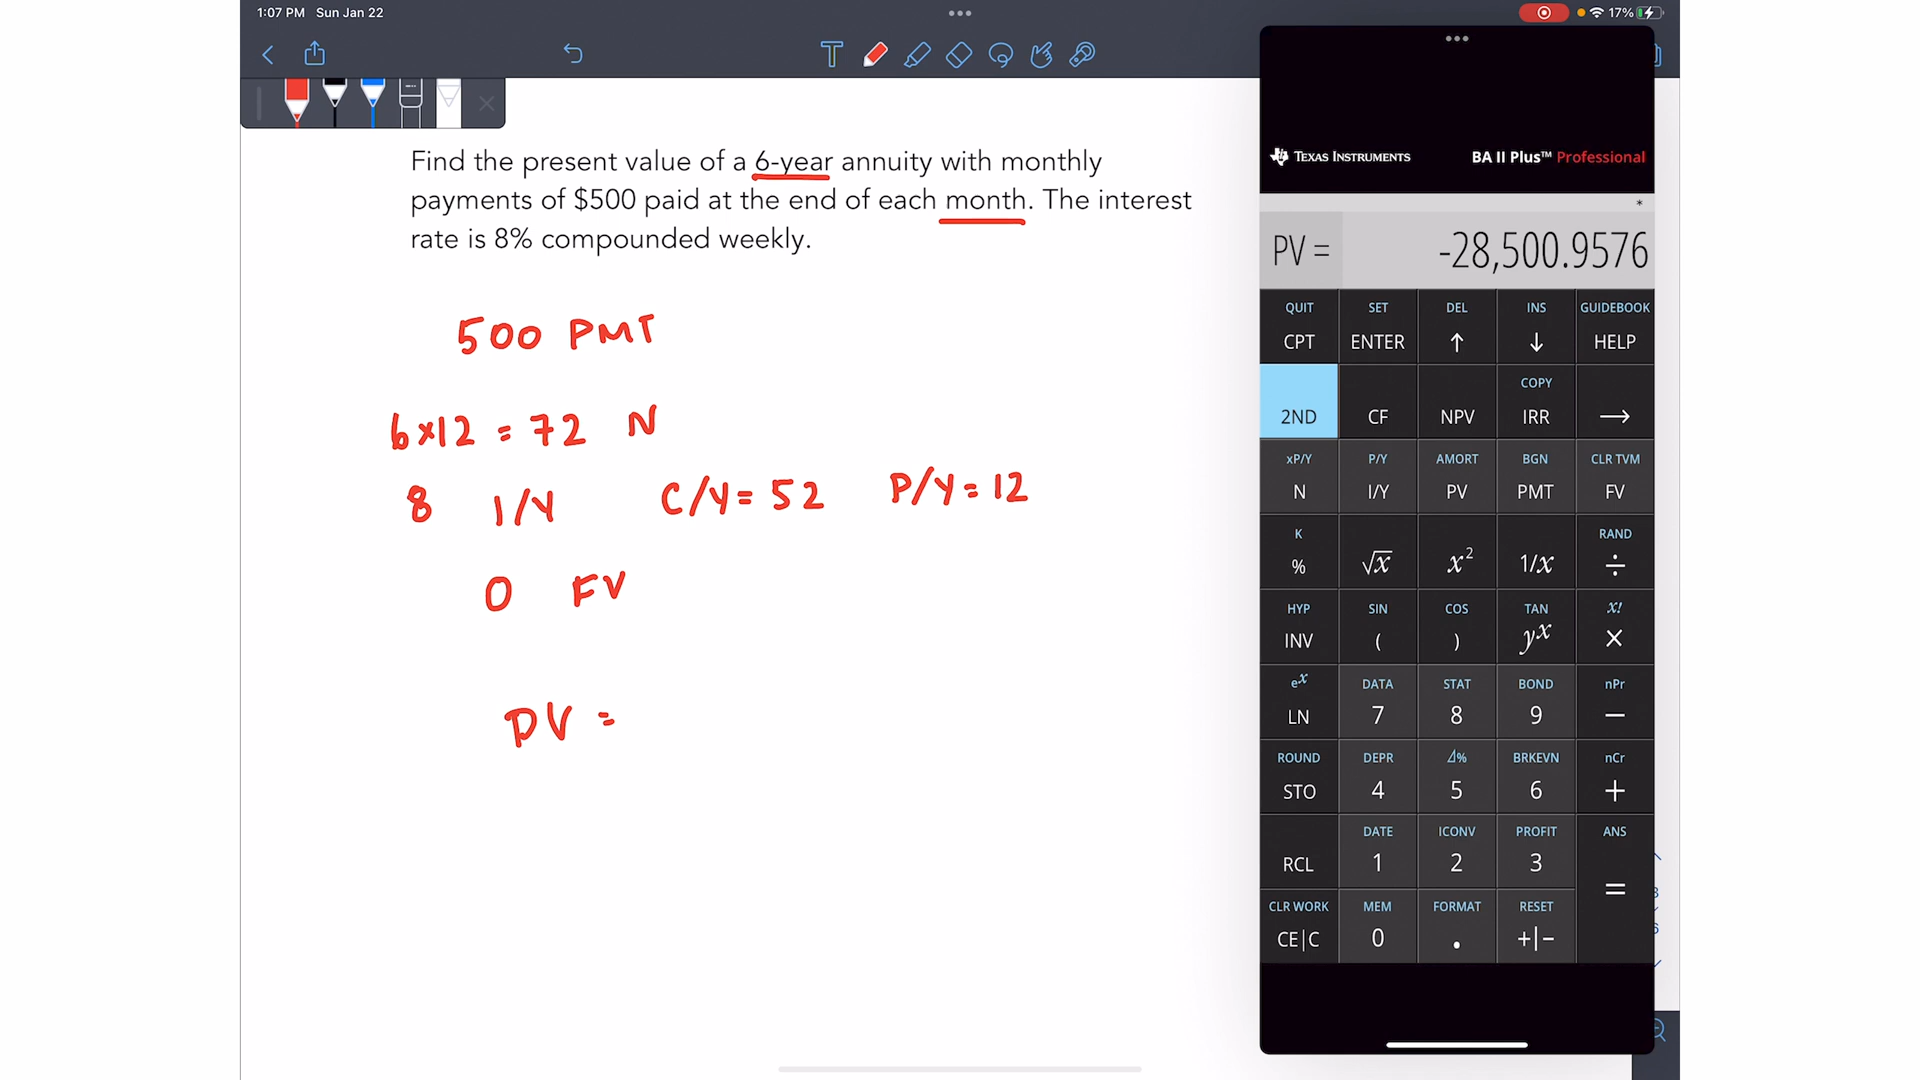 1:07 PM Sun Jan 22
17%
T
Find the present value of a 6-year annuity with monthly
payments of $500 paid at the end of each month. The interest
rate is 8% compounded weekly.
500 PMT
6×12 = 72 N
8 I/Y C/Y = 52 P/Y = 12
0 FV
PV =
TEXAS INSTRUMENTS BA II Plus™ Professional
*
PV = -28,500.9576
QUIT SET DEL INS GUIDEBOOK
CPT ENTER ↑ ↓ HELP
COPY
2ND CF NPV IRR →
xP/Y P/Y AMORT BGN CLR TVM
N I/Y PV PMT FV
K RAND
% √x x² 1/x ÷
HYP SIN COS TAN x!
INV ( ) yˣ ×
eˣ DATA STAT BOND nPr
LN 7 8 9 −
ROUND DEPR Δ% BRKEVN nCr
STO 4 5 6 +
DATE ICONV PROFIT ANS
RCL 1 2 3 =
CLR WORK MEM FORMAT RESET
CE|C 0 . +|−